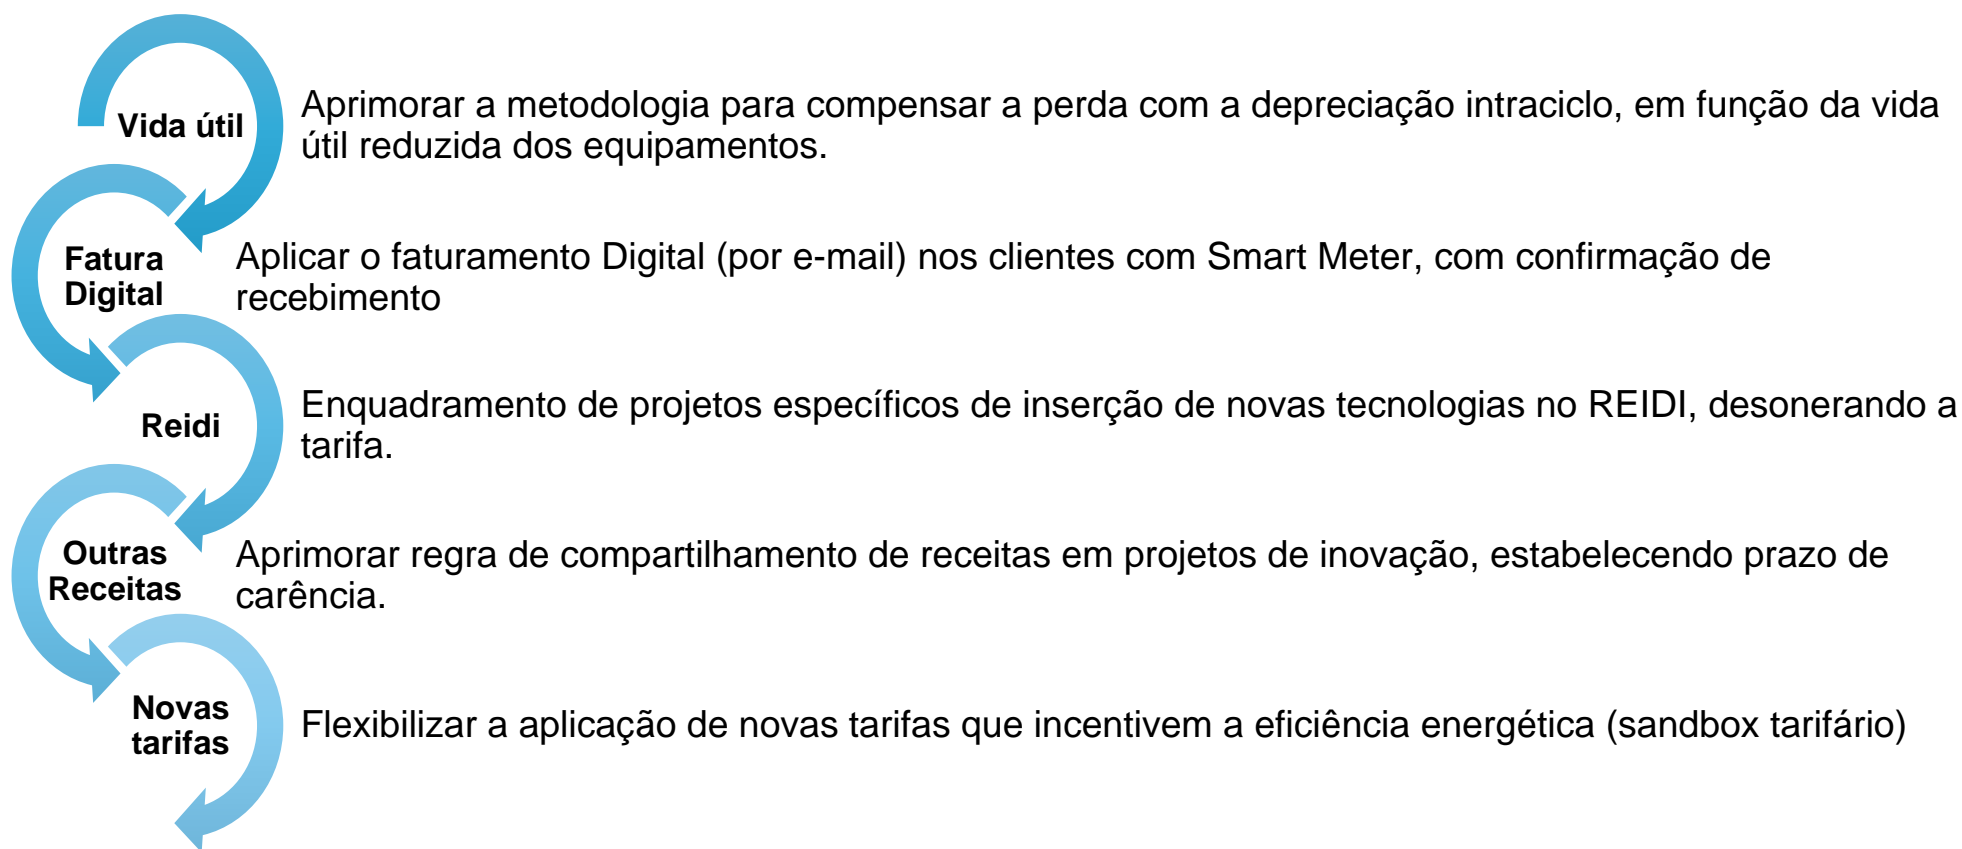 Vida útil
Aprimorar a metodologia para compensar a perda com a depreciação intraciclo, em função da vida
útil reduzida dos equipamentos.
Fatura
Digital
Aplicar o faturamento Digital (por e-mail) nos clientes com Smart Meter, com confirmação de
recebimento
Reidi
Enquadramento de projetos específicos de inserção de novas tecnologias no REIDI, desonerando a
tarifa.
Outras
Receitas
Aprimorar regra de compartilhamento de receitas em projetos de inovação, estabelecendo prazo de
carência.
Novas
tarifas
Flexibilizar a aplicação de novas tarifas que incentivem a eficiência energética (sandbox tarifário)